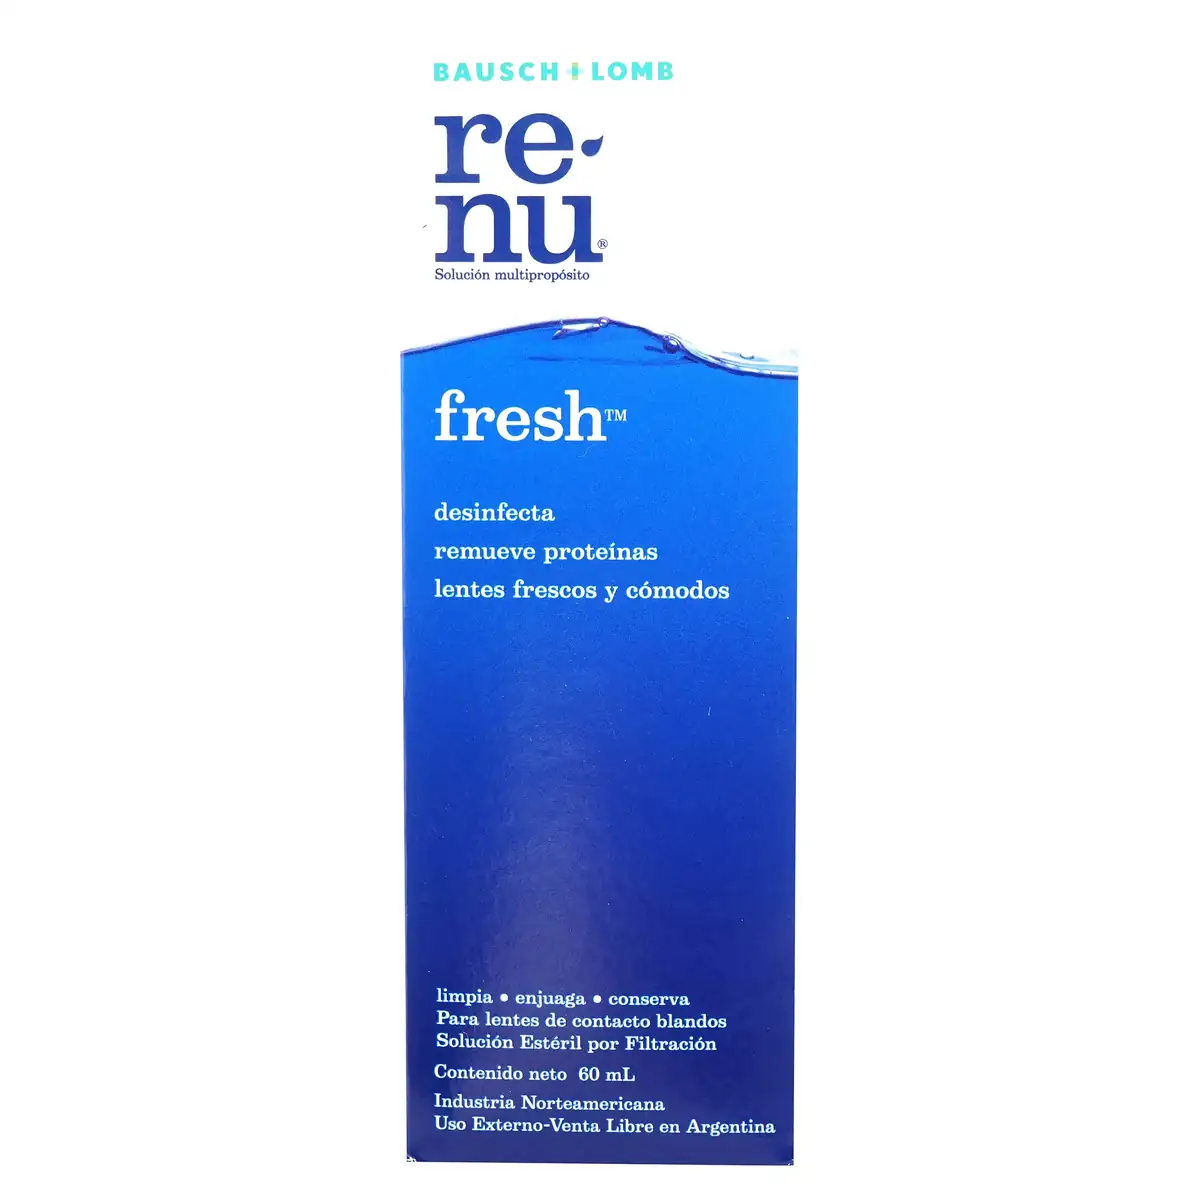 BAUSCH + LOMB
re
nu®
Solución multipropósito
fresh™
desinfecta
remueve proteínas
lentes frescos y cómodos
limpia • enjuaga • conserva
Para lentes de contacto blandos
Solución Estéril por Filtración
Contenido neto 60 mL
Industria Norteamericana
Uso Externo-Venta Libre en Argentina